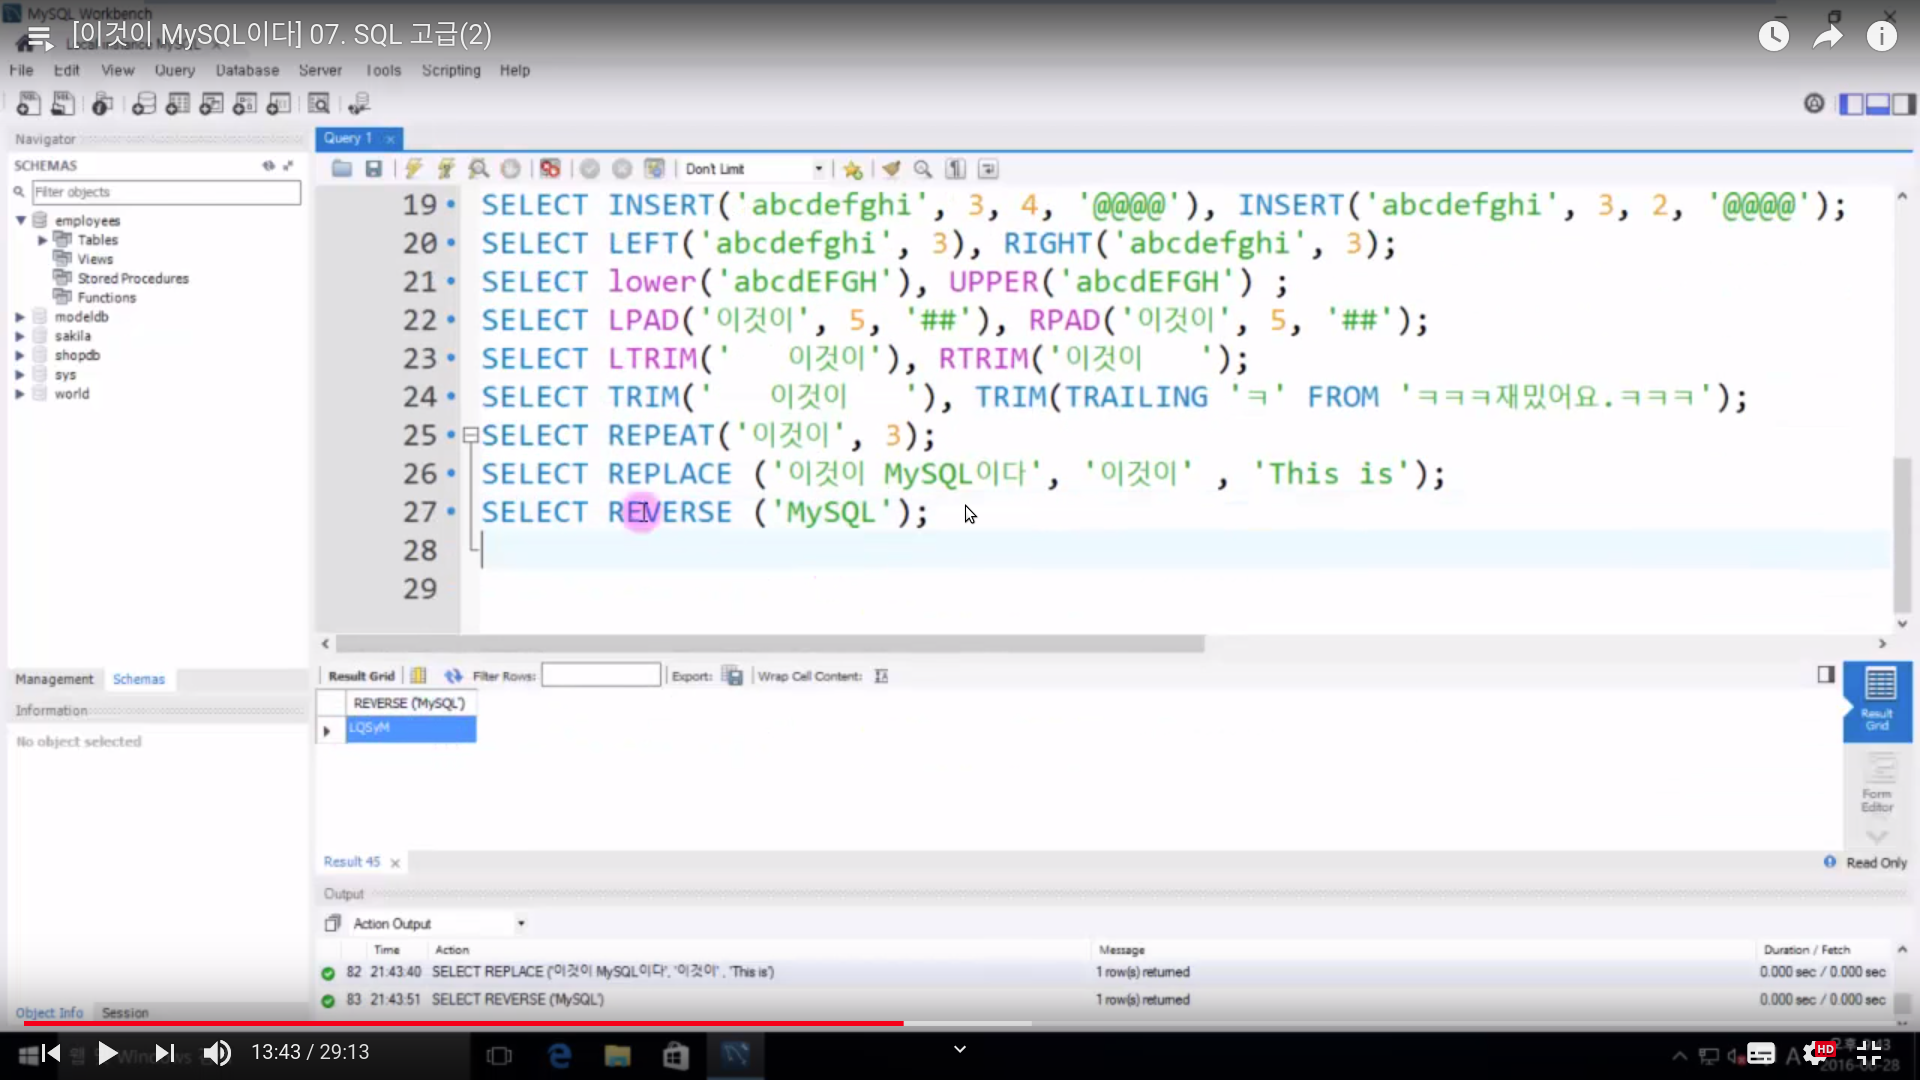 MySQL Workbench
[이것이 MySQL이다] 07. SQL 고급(2)
File Edit View Query Database Server Tools Scripting Help
Navigator
Query 1
SCHEMAS
Don't Limit
Filter objects
employees
Tables
Views
Stored Procedures
Functions
modeldb
sakila
shopdb
sys
world
19 SELECT INSERT('abcdefghi', 3, 4, '@@@@'), INSERT('abcdefghi', 3, 2, '@@@@');
20 SELECT LEFT('abcdefghi', 3), RIGHT('abcdefghi', 3);
21 SELECT lower('abcdEFGH'), UPPER('abcdEFGH') ;
22 SELECT LPAD('이것이', 5, '##'), RPAD('이것이', 5, '##');
23 SELECT LTRIM('   이것이'), RTRIM('이것이   ');
24 SELECT TRIM('   이것이   '), TRIM(TRAILING 'ㅋ' FROM 'ㅋㅋㅋ재밌어요.ㅋㅋㅋ');
25 SELECT REPEAT('이것이', 3);
26 SELECT REPLACE ('이것이 MySQL이다', '이것이' , 'This is');
27 SELECT REVERSE ('MySQL');
28
29
Management Schemas
Information
No object selected
Result Grid Filter Rows: Export: Wrap Cell Content:
REVERSE ('MySQL')
LQSyM
Result Grid
Form Editor
Result 45
Read Only
Output
Action Output
Time Action Message Duration / Fetch
82 21:43:40 SELECT REPLACE ('이것이 MySQL이다', '이것이' , 'This is') 1 row(s) returned 0.000 sec / 0.000 sec
83 21:43:51 SELECT REVERSE ('MySQL') 1 row(s) returned 0.000 sec / 0.000 sec
Object Info Session
13:43 / 29:13
HD